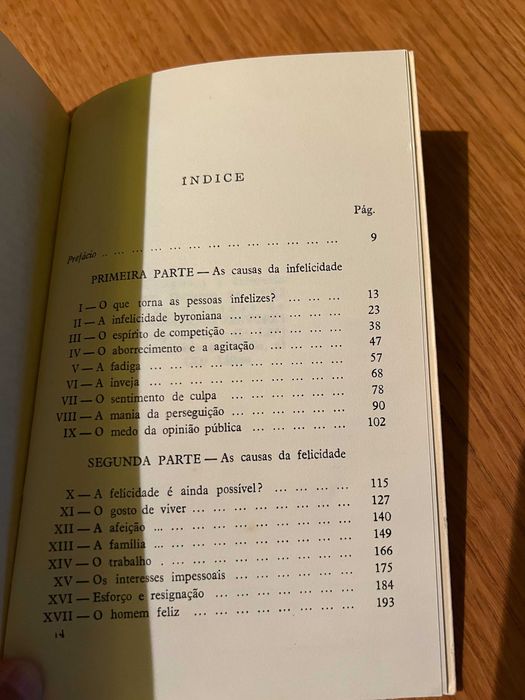 INDICE
Pág.
Prefácio .. ... ... ... ... ... ... ... ... ... ... ... ... 9
PRIMEIRA PARTE — As causas da infelicidade
I — O que torna as pessoas infelizes? ... ... ... 13
II — A infelicidade byroniana ... ... ... ... ... 23
III — O espírito de competição ... ... ... ... ... 38
IV — O aborrecimento e a agitação ... ... ... ... 47
V — A fadiga ... ... ... ... ... ... ... ... ... 57
VI — A inveja ... ... ... ... ... ... ... ... ... 68
VII — O sentimento de culpa ... ... ... ... ... 78
VIII — A mania da perseguição ... ... ... ... ... 90
IX — O medo da opinião pública ... ... ... ... 102
SEGUNDA PARTE — As causas da felicidade
X — A felicidade é ainda possível? ... ... ... 115
XI — O gosto de viver ... ... ... ... ... ... ... 127
XII — A afeição ... ... ... ... ... ... ... ... 140
XIII — A família ... ... ... ... ... ... ... ... 149
XIV — O trabalho . ... ... ... ... ... ... ... ... 166
XV — Os interesses impessoais ... ... ... ... ... 175
XVI — Esforço e resignação ... ... ... ... ... ... 184
XVII — O homem feliz ... ... ... ... ... ... ... 193